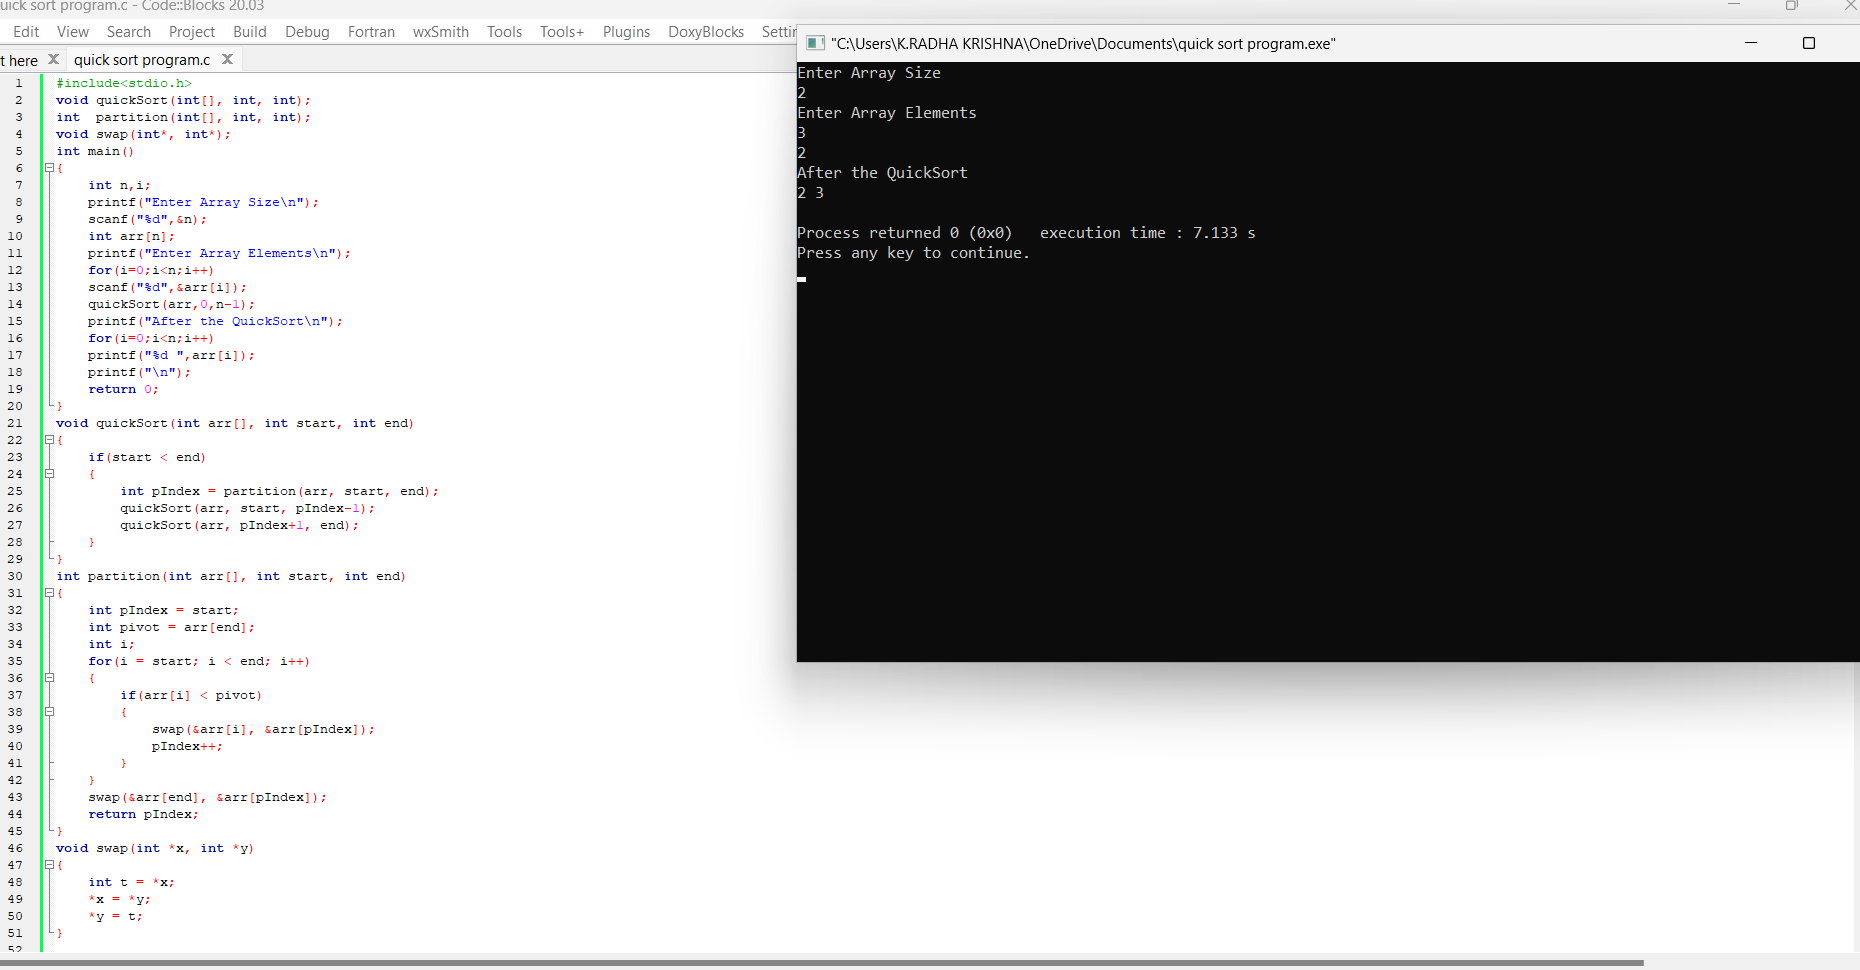 uick sort program.c - Code::Blocks 20.03
Edit View Search Project Build Debug Fortran wxSmith Tools Tools+ Plugins DoxyBlocks Settin
t here X quick sort program.c X
1 #include<stdio.h>
2 void quickSort(int[], int, int);
3 int  partition(int[], int, int);
4 void swap(int*, int*);
5 int main()
6 {
7     int n,i;
8     printf("Enter Array Size\n");
9     scanf("%d",&n);
10     int arr[n];
11     printf("Enter Array Elements\n");
12     for(i=0;i<n;i++)
13     scanf("%d",&arr[i]);
14     quickSort(arr,0,n-1);
15     printf("After the QuickSort\n");
16     for(i=0;i<n;i++)
17     printf("%d ",arr[i]);
18     printf("\n");
19     return 0;
20 }
21 void quickSort(int arr[], int start, int end)
22 {
23     if(start < end)
24     {
25         int pIndex = partition(arr, start, end);
26         quickSort(arr, start, pIndex-1);
27         quickSort(arr, pIndex+1, end);
28     }
29 }
30 int partition(int arr[], int start, int end)
31 {
32     int pIndex = start;
33     int pivot = arr[end];
34     int i;
35     for(i = start; i < end; i++)
36     {
37         if(arr[i] < pivot)
38         {
39             swap(&arr[i], &arr[pIndex]);
40             pIndex++;
41         }
42     }
43     swap(&arr[end], &arr[pIndex]);
44     return pIndex;
45 }
46 void swap(int *x, int *y)
47 {
48     int t = *x;
49     *x = *y;
50     *y = t;
51 }
52
"C:\Users\K.RADHA KRISHNA\OneDrive\Documents\quick sort program.exe"
Enter Array Size
2
Enter Array Elements
3
2
After the QuickSort
2 3
Process returned 0 (0x0)   execution time : 7.133 s
Press any key to continue.